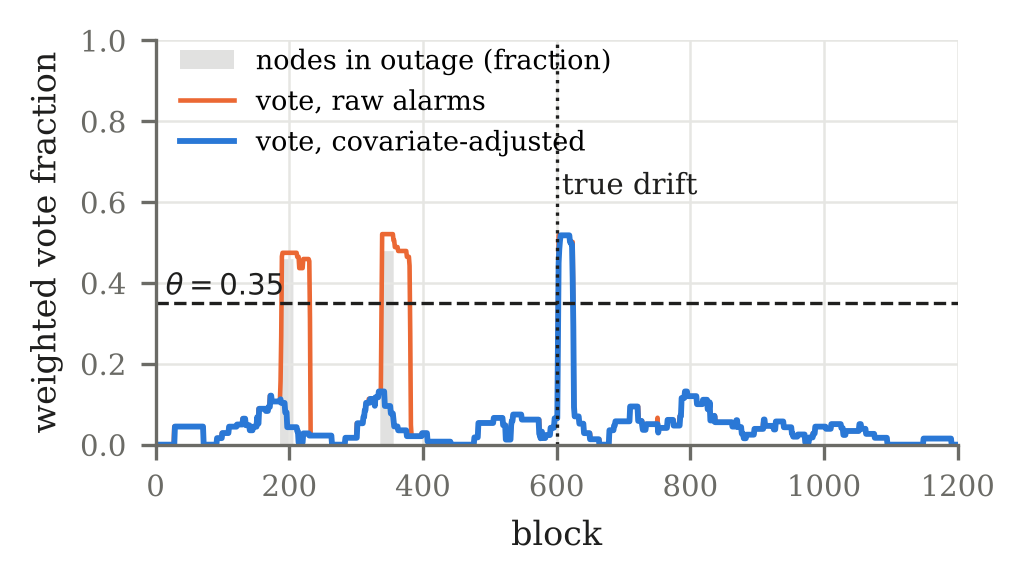 nodes in outage (fraction)
vote, raw alarms
vote, covariate-adjusted
true drift
θ = 0.35
weighted vote fraction
1.0
0.8
0.6
0.4
0.2
0.0
0 200 400 600 800 1000 1200
block